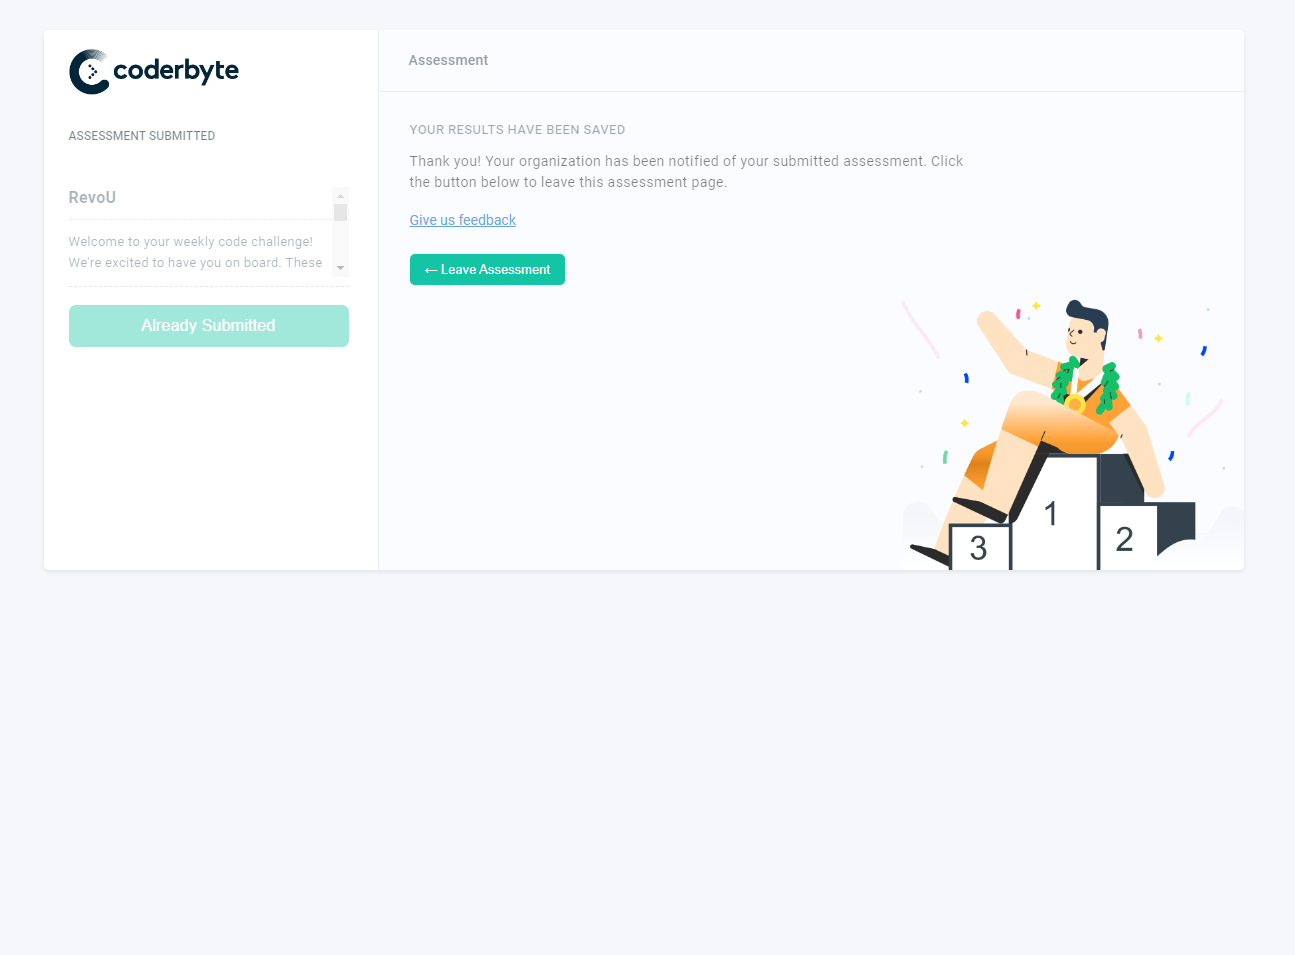 coderbyte
ASSESSMENT SUBMITTED
RevoU
Welcome to your weekly code challenge!
We're excited to have you on board. These
Already Submitted
Assessment
YOUR RESULTS HAVE BEEN SAVED
Thank you! Your organization has been notified of your submitted assessment. Click
the button below to leave this assessment page.
Give us feedback
← Leave Assessment
1
2
3